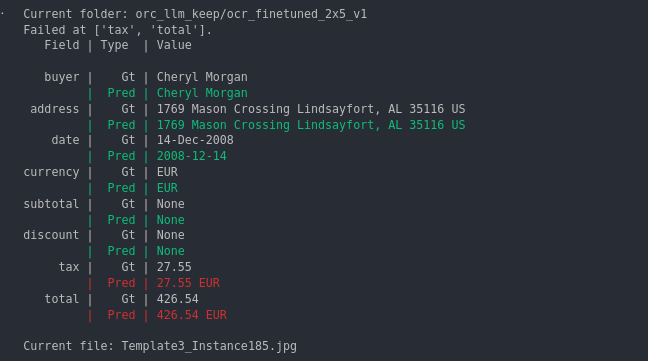 Current folder: orc_llm_keep/ocr_finetuned_2x5_v1
Failed at ['tax', 'total'].
Field | Type | Value
buyer | Gt | Cheryl Morgan
| Pred | Cheryl Morgan
address | Gt | 1769 Mason Crossing Lindsayfort, AL 35116 US
| Pred | 1769 Mason Crossing Lindsayfort, AL 35116 US
date | Gt | 14-Dec-2008
| Pred | 2008-12-14
currency | Gt | EUR
| Pred | EUR
subtotal | Gt | None
| Pred | None
discount | Gt | None
| Pred | None
tax | Gt | 27.55
| Pred | 27.55 EUR
total | Gt | 426.54
| Pred | 426.54 EUR
Current file: Template3_Instance185.jpg